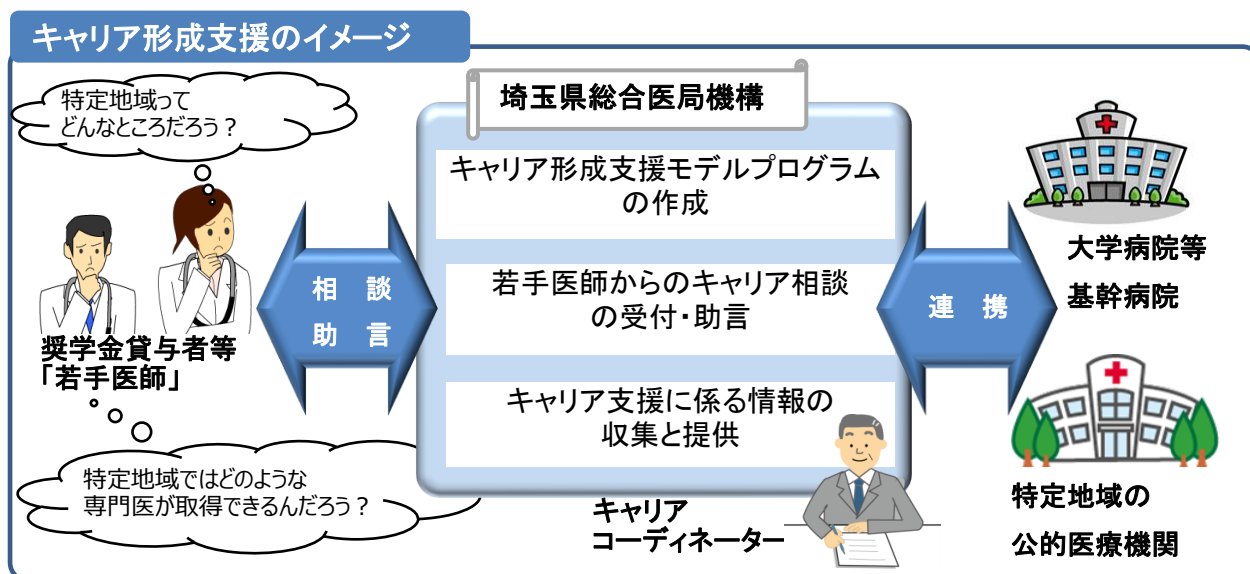 キャリア形成支援のイメージ
特定地域って
どんなところだろう？
奨学金貸与者等
「若手医師」
特定地域ではどのような
専門医が取得できるんだろう？
相 談
助 言
埼玉県総合医局機構
キャリア形成支援モデルプログラム
の作成
若手医師からのキャリア相談
の受付・助言
キャリア支援に係る情報の
収集と提供
キャリア
コーディネーター
連 携
大学病院等
基幹病院
特定地域の
公的医療機関